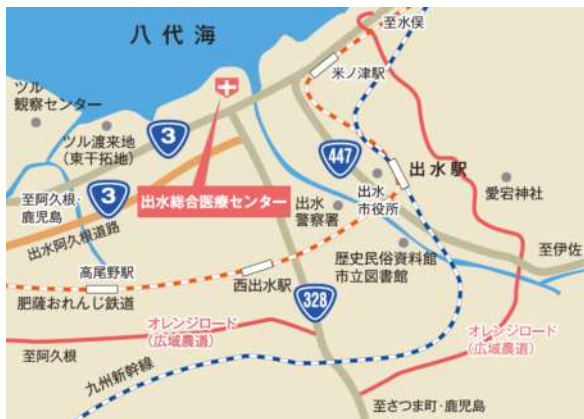 八代海
至水俣
米ノ津駅
ツル
観察センター
ツル渡来地
(東干拓地)
3
447
出水駅
3
出水総合医療センター
出水
市役所
愛宕神社
至阿久根・
鹿児島
出水
警察署
出水阿久根道路
歴史民俗資料館
市立図書館
至伊佐
高尾野駅
西出水駅
肥薩おれんじ鉄道
328
オレンジロード
(広域農道)
オレンジロード
(広域農道)
至阿久根
九州新幹線
至さつま町・鹿児島